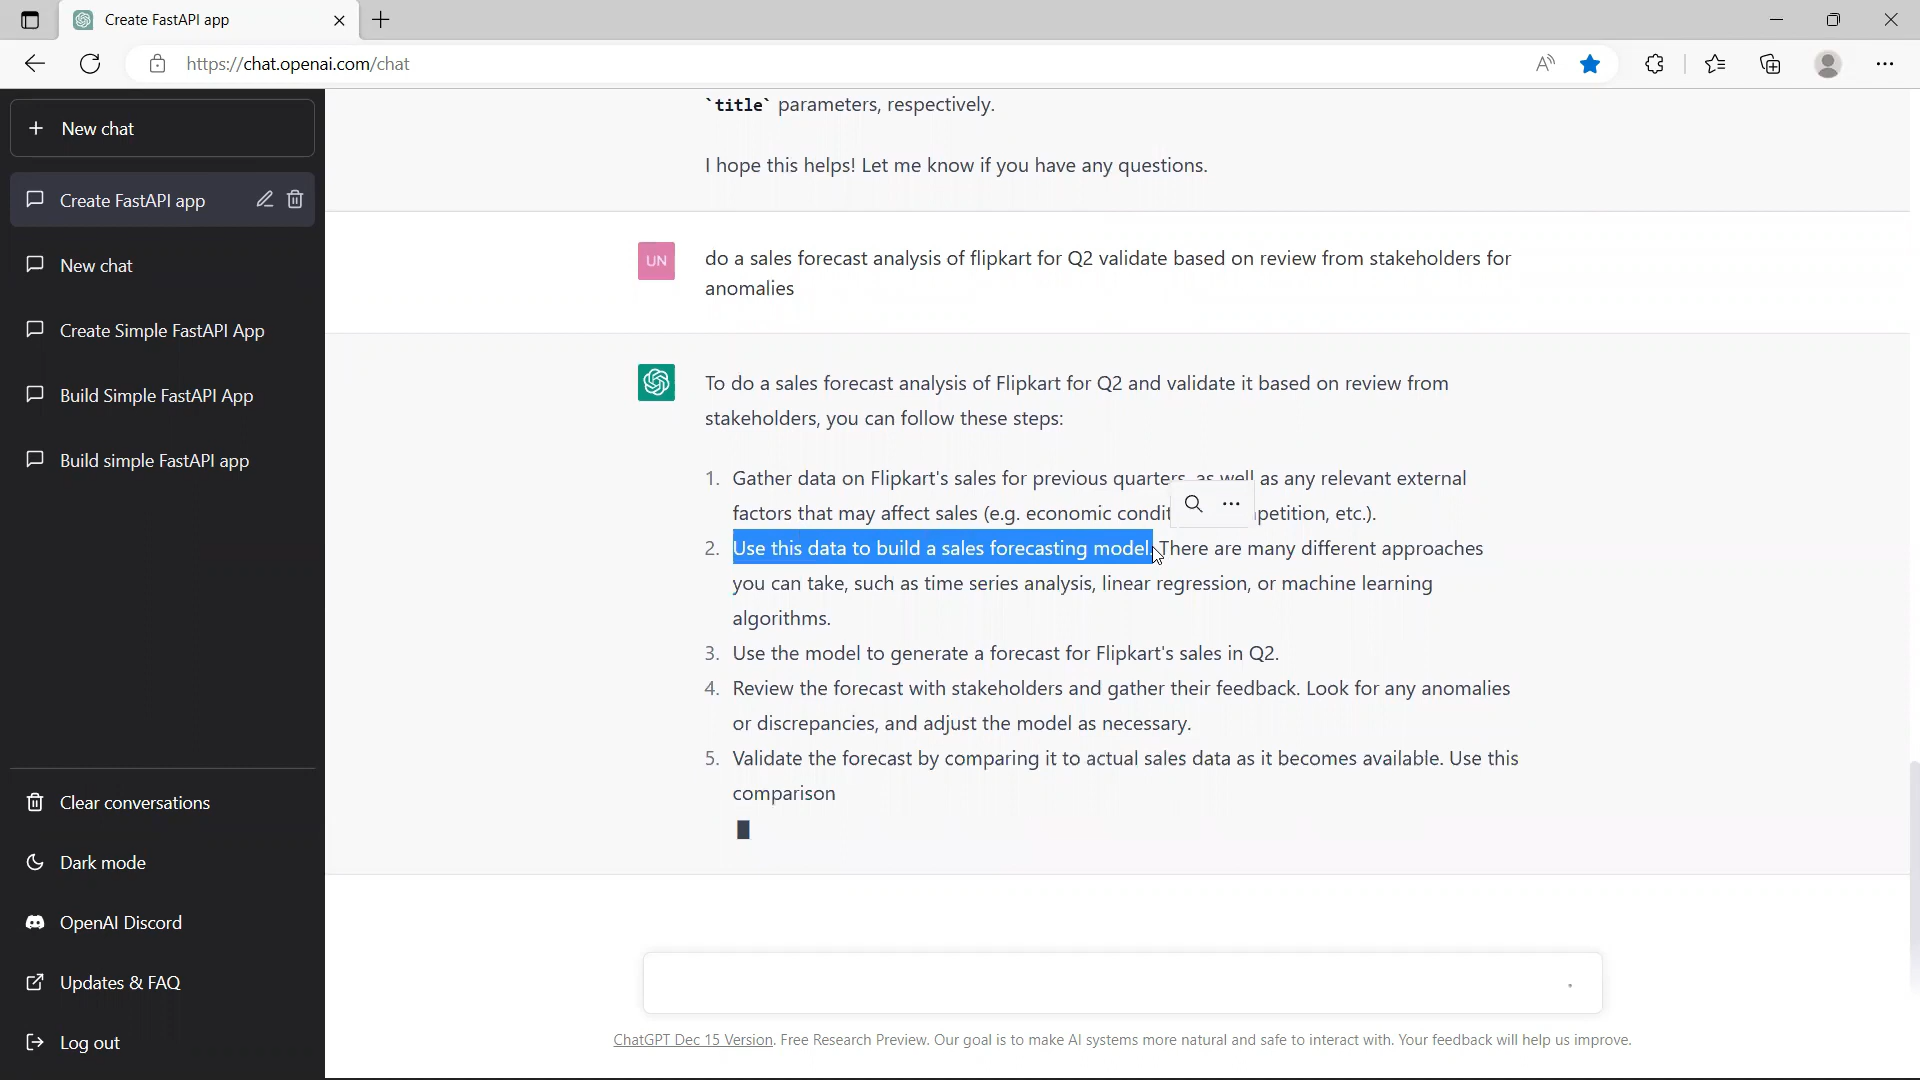 Create FastAPI app
https://chat.openai.com/chat
New chat
Create FastAPI app
New chat
Create Simple FastAPI App
Build Simple FastAPI App
Build simple FastAPI app
Clear conversations
Dark mode
OpenAI Discord
Updates & FAQ
Log out
`title` parameters, respectively.
I hope this helps! Let me know if you have any questions.
UN
do a sales forecast analysis of flipkart for Q2 validate based on review from stakeholders for
anomalies
To do a sales forecast analysis of Flipkart for Q2 and validate it based on review from
stakeholders, you can follow these steps:
1. Gather data on Flipkart's sales for previous quarters, as well as any relevant external
factors that may affect sales (e.g. economic condit petition, etc.).
2. Use this data to build a sales forecasting model. There are many different approaches
you can take, such as time series analysis, linear regression, or machine learning
algorithms.
3. Use the model to generate a forecast for Flipkart's sales in Q2.
4. Review the forecast with stakeholders and gather their feedback. Look for any anomalies
or discrepancies, and adjust the model as necessary.
5. Validate the forecast by comparing it to actual sales data as it becomes available. Use this
comparison
ChatGPT Dec 15 Version. Free Research Preview. Our goal is to make AI systems more natural and safe to interact with. Your feedback will help us improve.